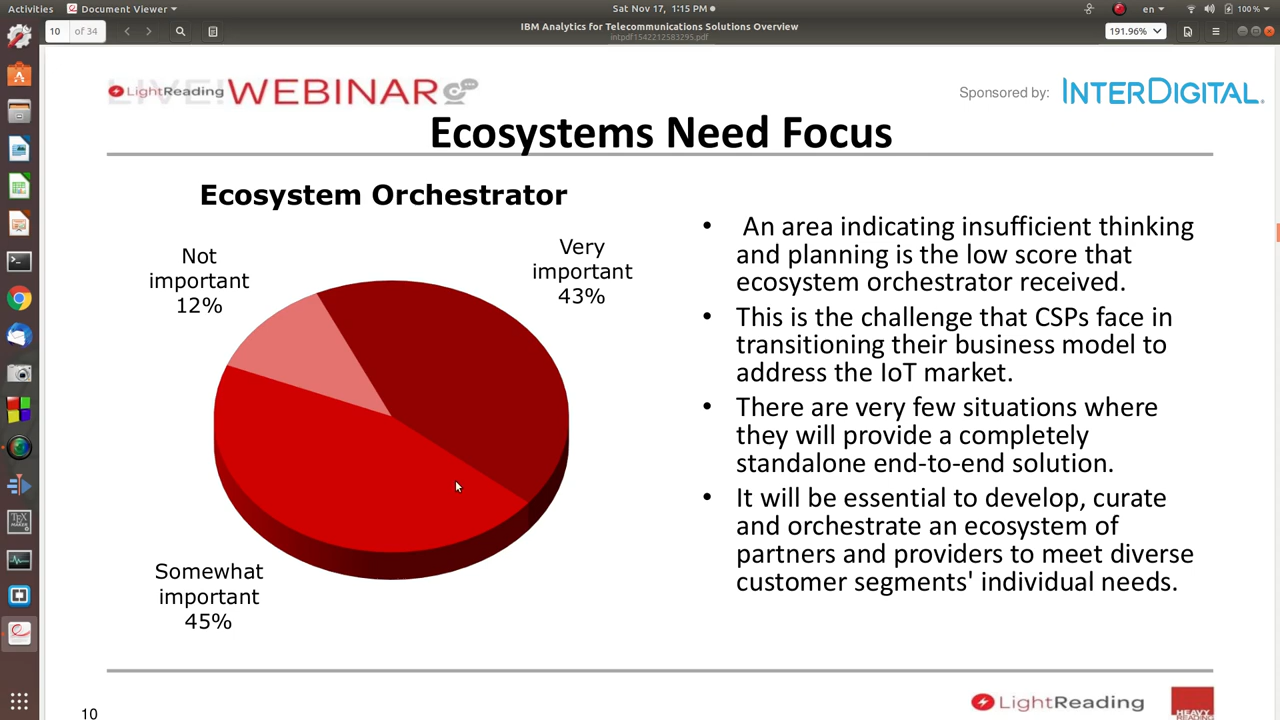 Activities
Document Viewer
Sat Nov 17, 1:15 PM
en
100 %
10
of 34
IBM Analytics for Telecommunications Solutions Overview
intpdf1542212583295.pdf
191.96%
LIVE!
LightReading WEBINAR
Sponsored by: INTERDIGITAL.
Ecosystems Need Focus
Ecosystem Orchestrator
Not
important
12%
Very
important
43%
Somewhat
important
45%
• An area indicating insufficient thinking
and planning is the low score that
ecosystem orchestrator received.
• This is the challenge that CSPs face in
transitioning their business model to
address the IoT market.
• There are very few situations where
they will provide a completely
standalone end-to-end solution.
• It will be essential to develop, curate
and orchestrate an ecosystem of
partners and providers to meet diverse
customer segments' individual needs.
10
LightReading
HEAVY